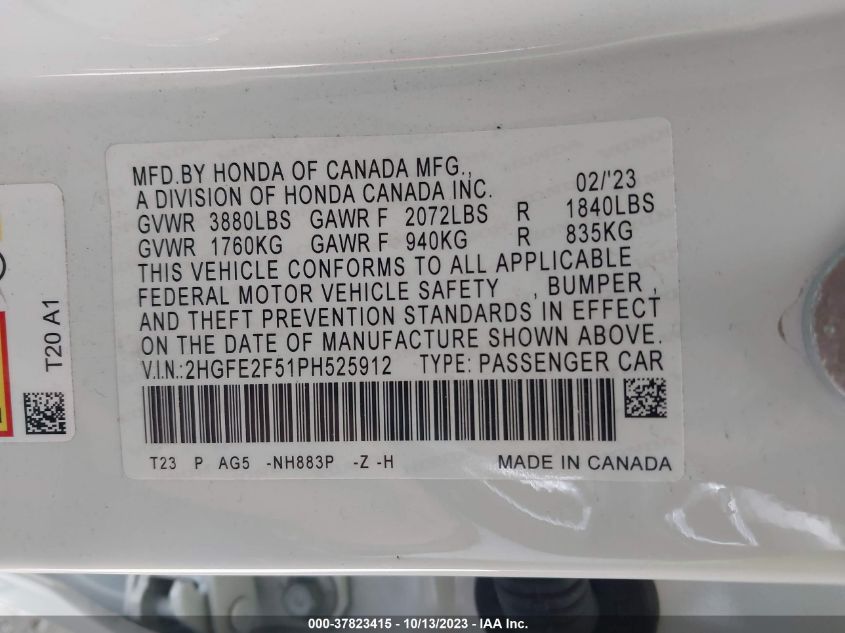 MFD.BY HONDA OF CANADA MFG.,
A DIVISION OF HONDA CANADA INC. 02/'23
GVWR 3880LBS GAWR F 2072LBS R 1840LBS
GVWR 1760KG GAWR F 940KG R 835KG
THIS VEHICLE CONFORMS TO ALL APPLICABLE
FEDERAL MOTOR VEHICLE SAFETY , BUMPER ,
AND THEFT PREVENTION STANDARDS IN EFFECT
ON THE DATE OF MANUFACTURE SHOWN ABOVE.
V.I.N.:2HGFE2F51PH525912 TYPE: PASSENGER CAR
T23 P AG5 -NH883P -Z -H MADE IN CANADA
T20 A1
000-37823415 - 10/13/2023 - IAA Inc.